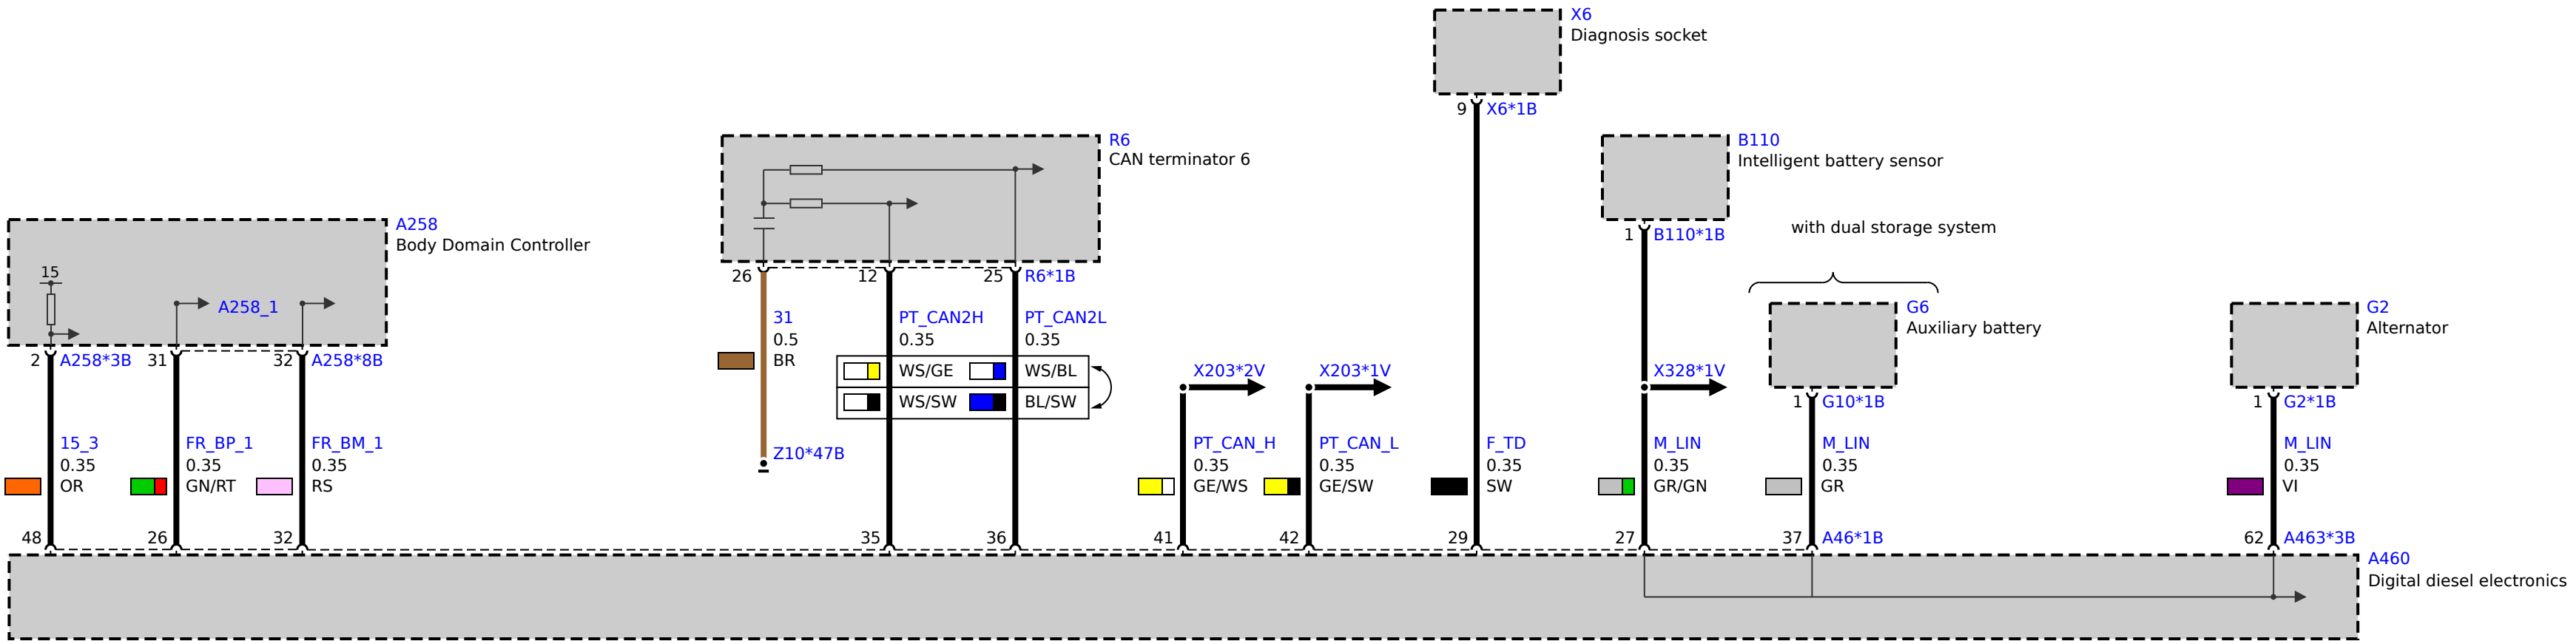 X6
Diagnosis socket
9 X6*1B
R6
CAN terminator 6
B110
Intelligent battery sensor
1 B110*1B
with dual storage system
A258
Body Domain Controller
15
A258_1
2 A258*3B 31 32 A258*8B
26 12 25 R6*1B
31
0.5
BR
PT_CAN2H
0.35
WS/GE
WS/SW
PT_CAN2L
0.35
WS/BL
BL/SW
Z10*47B
G6
Auxiliary battery
1 G10*1B
G2
Alternator
1 G2*1B
X203*2V
X203*1V
X328*1V
15_3
0.35
OR
FR_BP_1
0.35
GN/RT
FR_BM_1
0.35
RS
PT_CAN_H
0.35
GE/WS
PT_CAN_L
0.35
GE/SW
F_TD
0.35
SW
M_LIN
0.35
GR/GN
M_LIN
0.35
GR
M_LIN
0.35
VI
48 26 32 35 36 41 42 29 27 37 A46*1B 62 A463*3B
A460
Digital diesel electronics